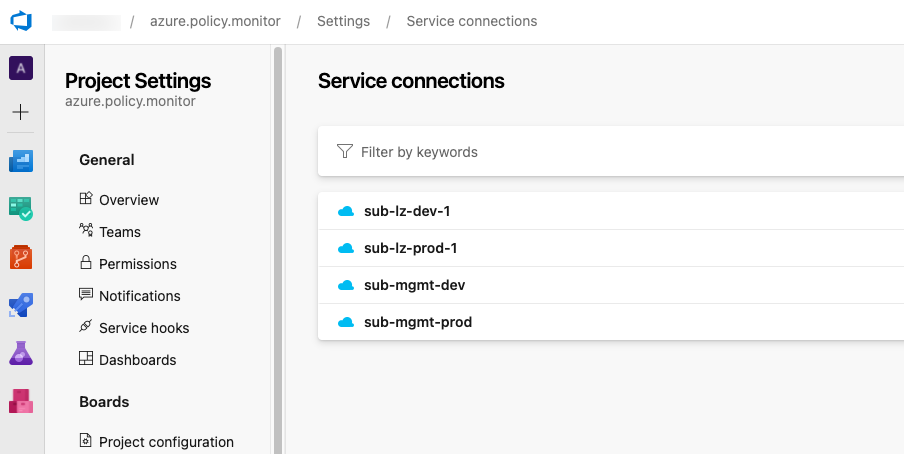 / azure.policy.monitor / Settings / Service connections
A
Project Settings
azure.policy.monitor
General
Overview
Teams
Permissions
Notifications
Service hooks
Dashboards
Boards
Project configuration
Service connections
Filter by keywords
sub-lz-dev-1
sub-lz-prod-1
sub-mgmt-dev
sub-mgmt-prod